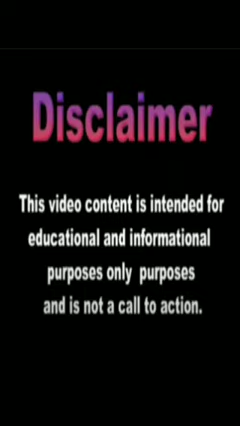 Disclaimer
This video content is intended for
educational and informational
purposes only purposes
and is not a call to action.